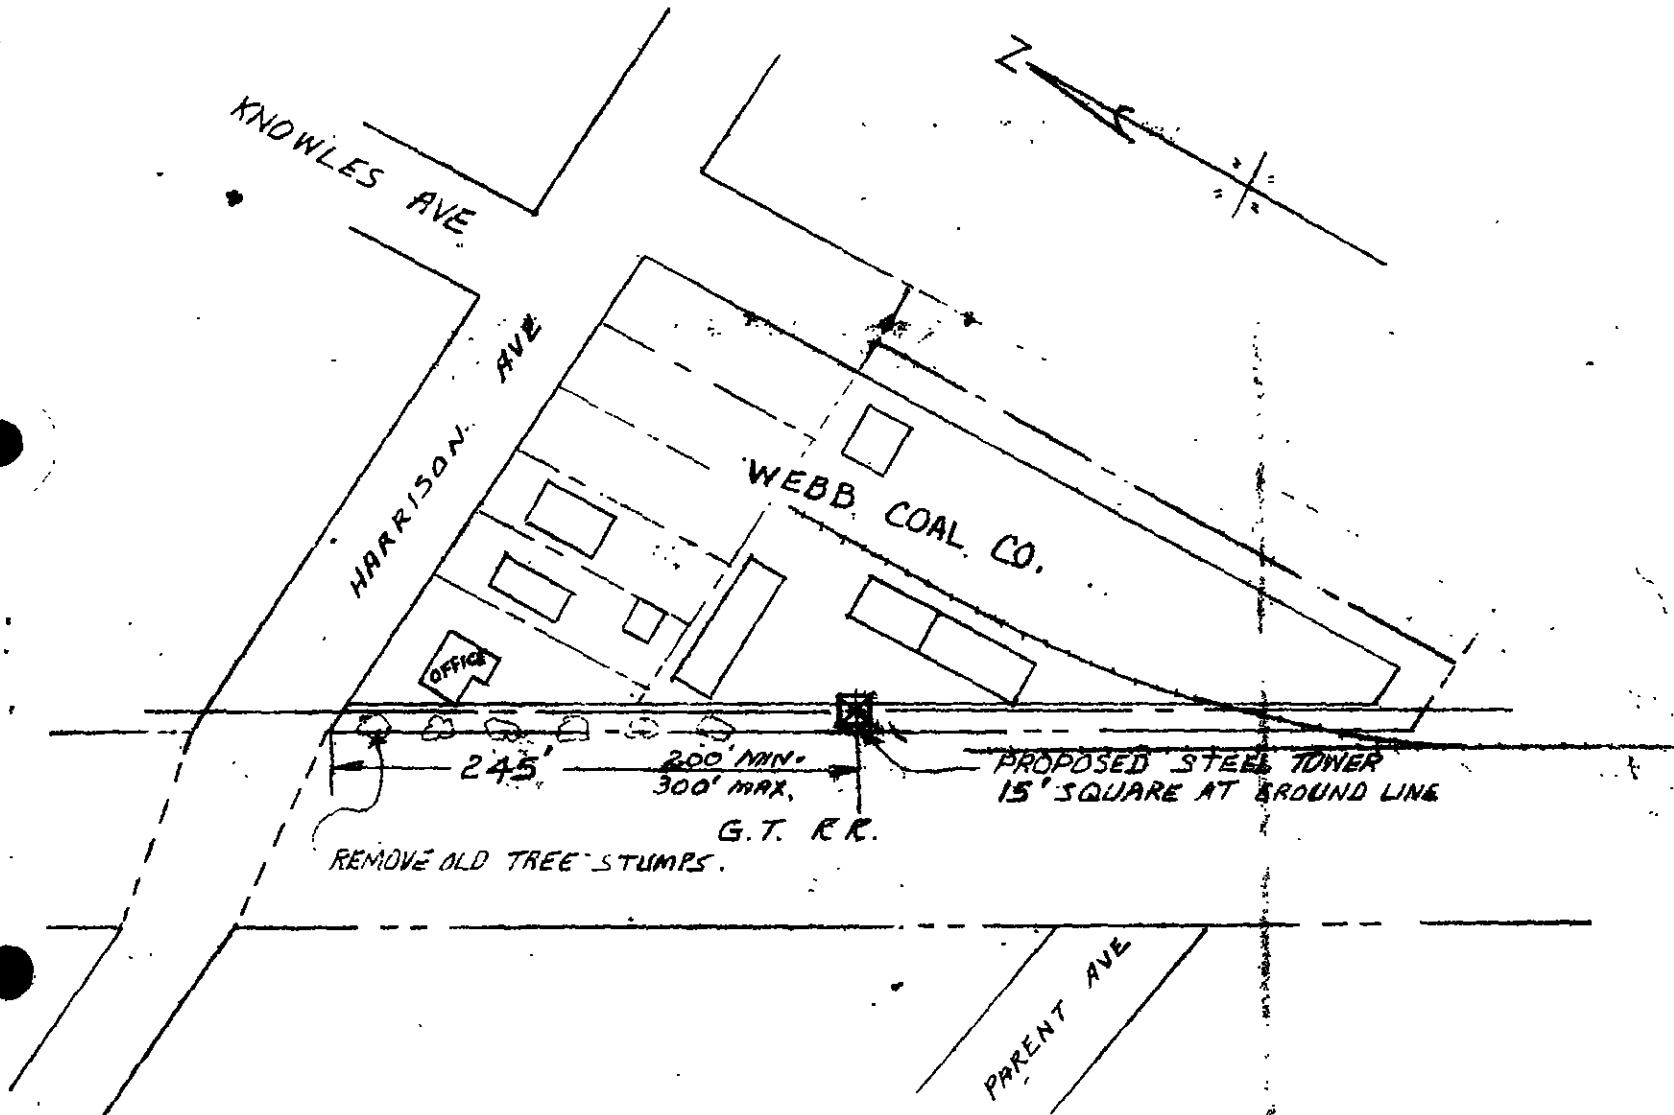 N
KNOWLES AVE
HARRISON AVE
WEBB COAL CO.
OFFICE
245'
200' MIN.
300' MAX.
PROPOSED STEEL TOWER
15' SQUARE AT GROUND LINE
G.T. R R.
REMOVE OLD TREE STUMPS.
PARENT AVE